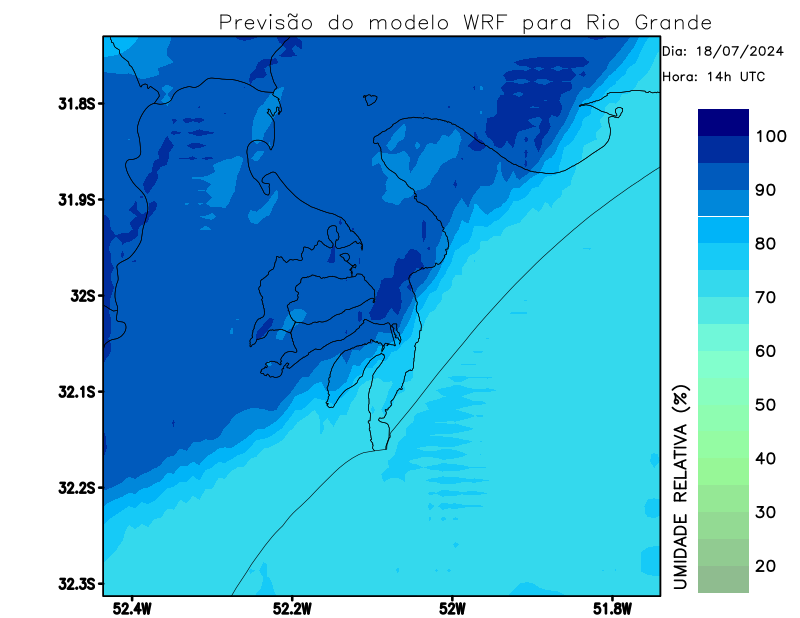 Previsão do modelo WRF para Rio Grande
Dia: 18/07/2024
Hora: 14h UTC
31.8S
31.9S
32S
32.1S
32.2S
32.3S
52.4W
52.2W
52W
51.8W
100
90
80
70
60
50
40
30
20
UMIDADE RELATIVA (%)